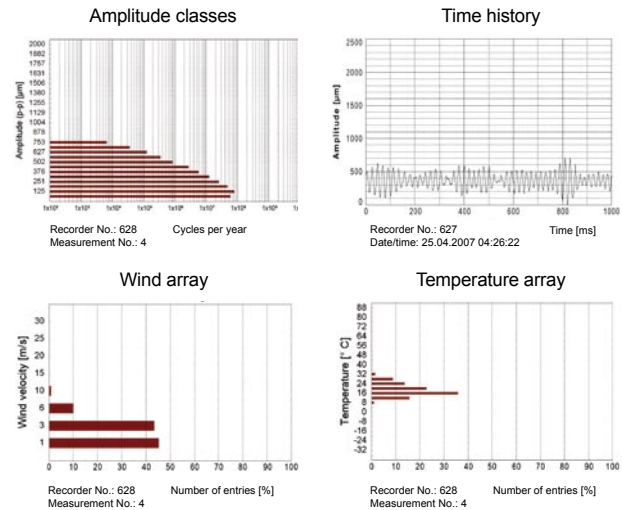 Amplitude classes
Amplitude (p-p) [µm]
2000
1882
1757
1631
1506
1380
1255
1129
1004
878
753
627
502
376
251
125
Recorder No.: 628 Cycles per year
Measurement No.: 4
Time history
Amplitude [µm]
2500
2000
1500
1000
500
0
0 200 400 600 800 1000
Recorder No.: 627 Time [ms]
Date/time: 25.04.2007 04:26:22
Wind array
Wind velocity [m/s]
30
25
20
15
10
6
3
1
0 10 20 30 40 50 60 70 80 90 100
Recorder No.: 628 Number of entries [%]
Measurement No.: 4
Temperature array
Temperature [° C]
88
80
72
64
56
48
40
32
24
16
8
0
-8
-16
-24
-32
0 10 20 30 40 50 60 70 80 90 100
Recorder No.: 628 Number of entries [%]
Measurement No.: 4